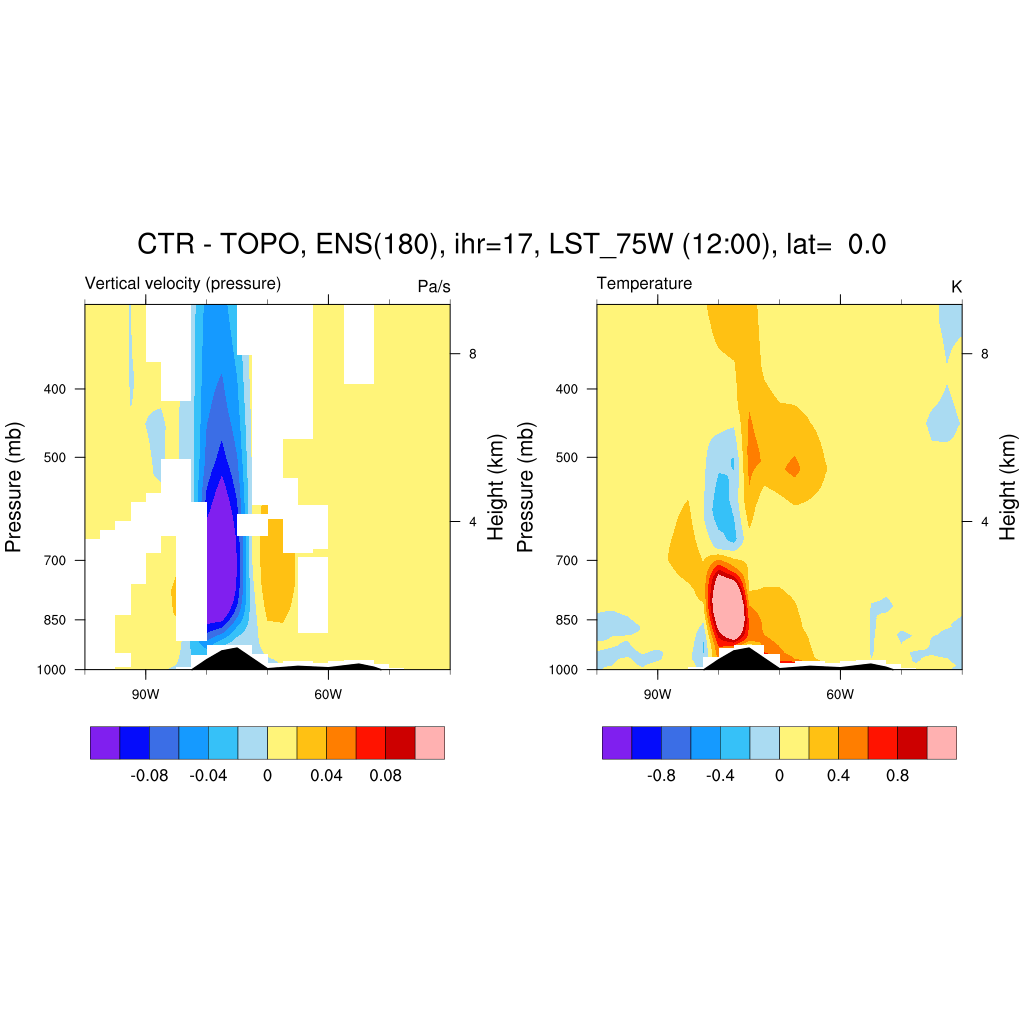 CTR - TOPO, ENS(180), ihr=17, LST_75W (12:00), lat=  0.0
Vertical velocity (pressure)
Pa/s
Pressure (mb)
400
500
700
850
1000
8
4
Height (km)
90W
60W
-0.08
-0.04
0
0.04
0.08
Temperature
K
Pressure (mb)
400
500
700
850
1000
8
4
Height (km)
90W
60W
-0.8
-0.4
0
0.4
0.8